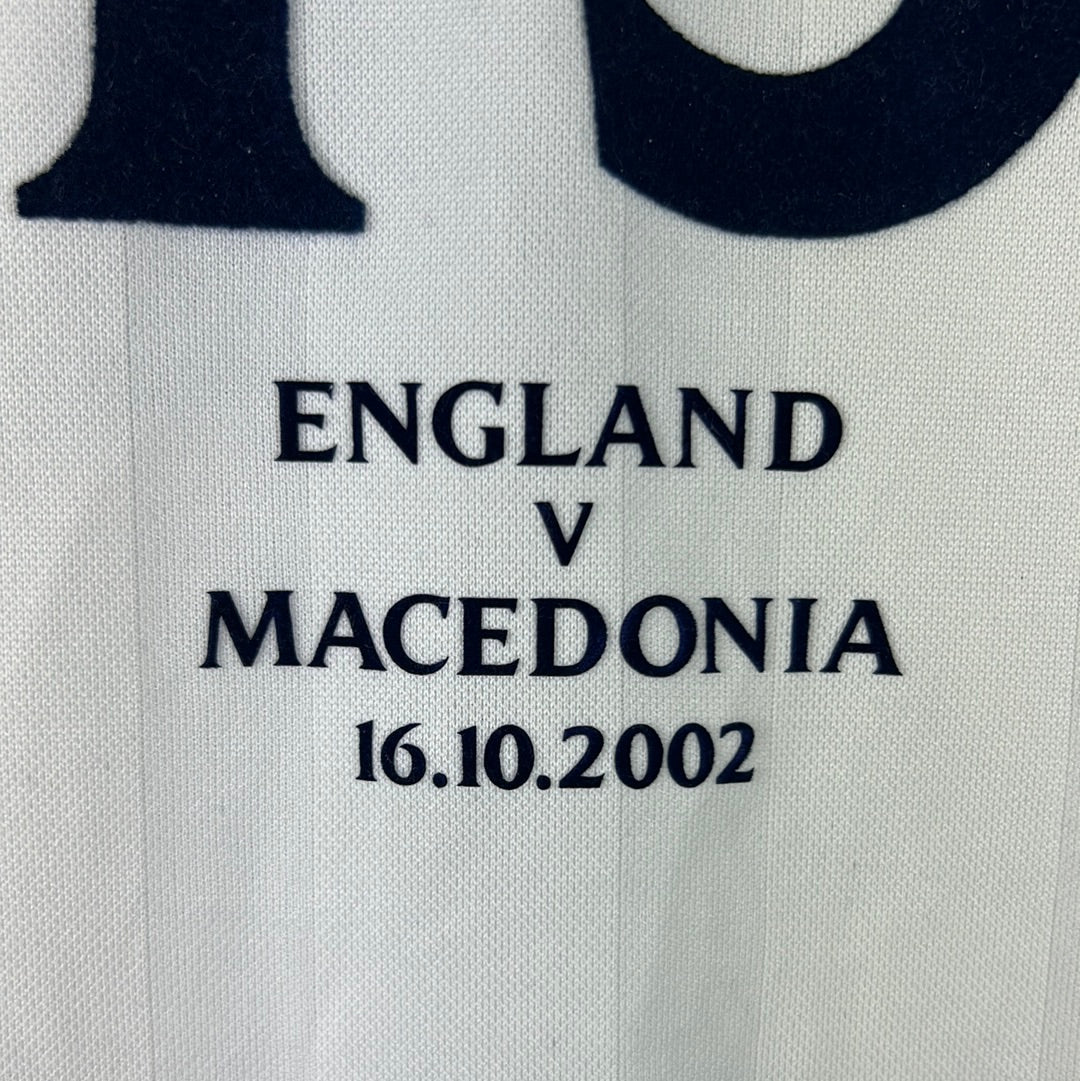 ENGLAND
V
MACEDONIA
16.10.2002